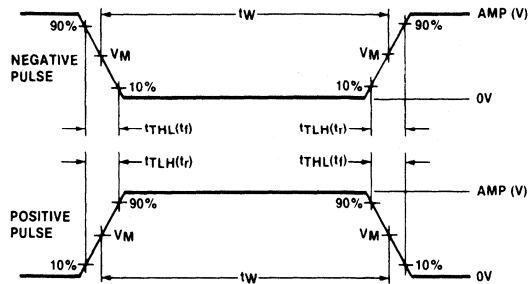 tW AMP (V)
90% 90%
NEGATIVE PULSE VM VM
10% 10%
0V
tTHL(tf) tTLH(tr)
tTLH(tr) tTHL(tf)
AMP (V)
90% 90%
POSITIVE PULSE VM VM
10% 10%
tW 0V